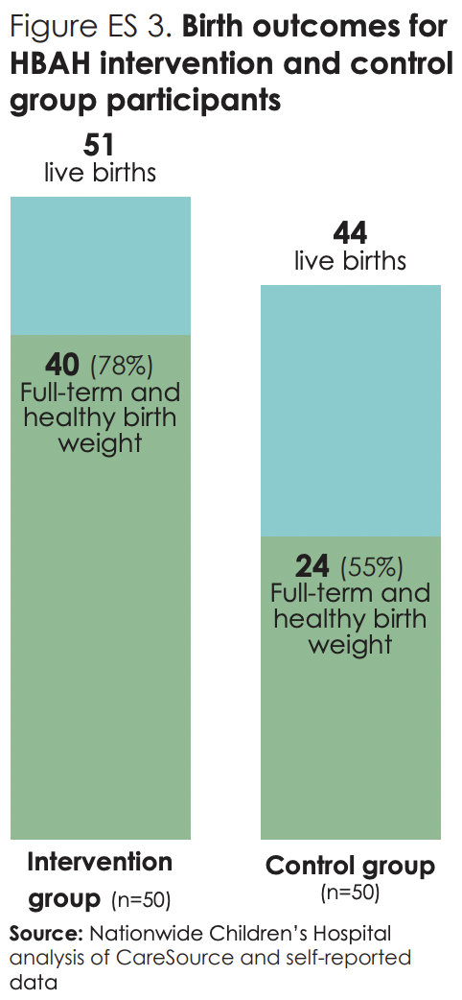 Figure ES 3. Birth outcomes for
HBAH intervention and control
group participants
51
live births
40 (78%)
Full-term and
healthy birth
weight
44
live births
24 (55%)
Full-term and
healthy birth
weight
Intervention
group (n=50)
Control group
(n=50)
Source: Nationwide Children’s Hospital
analysis of CareSource and self-reported
data